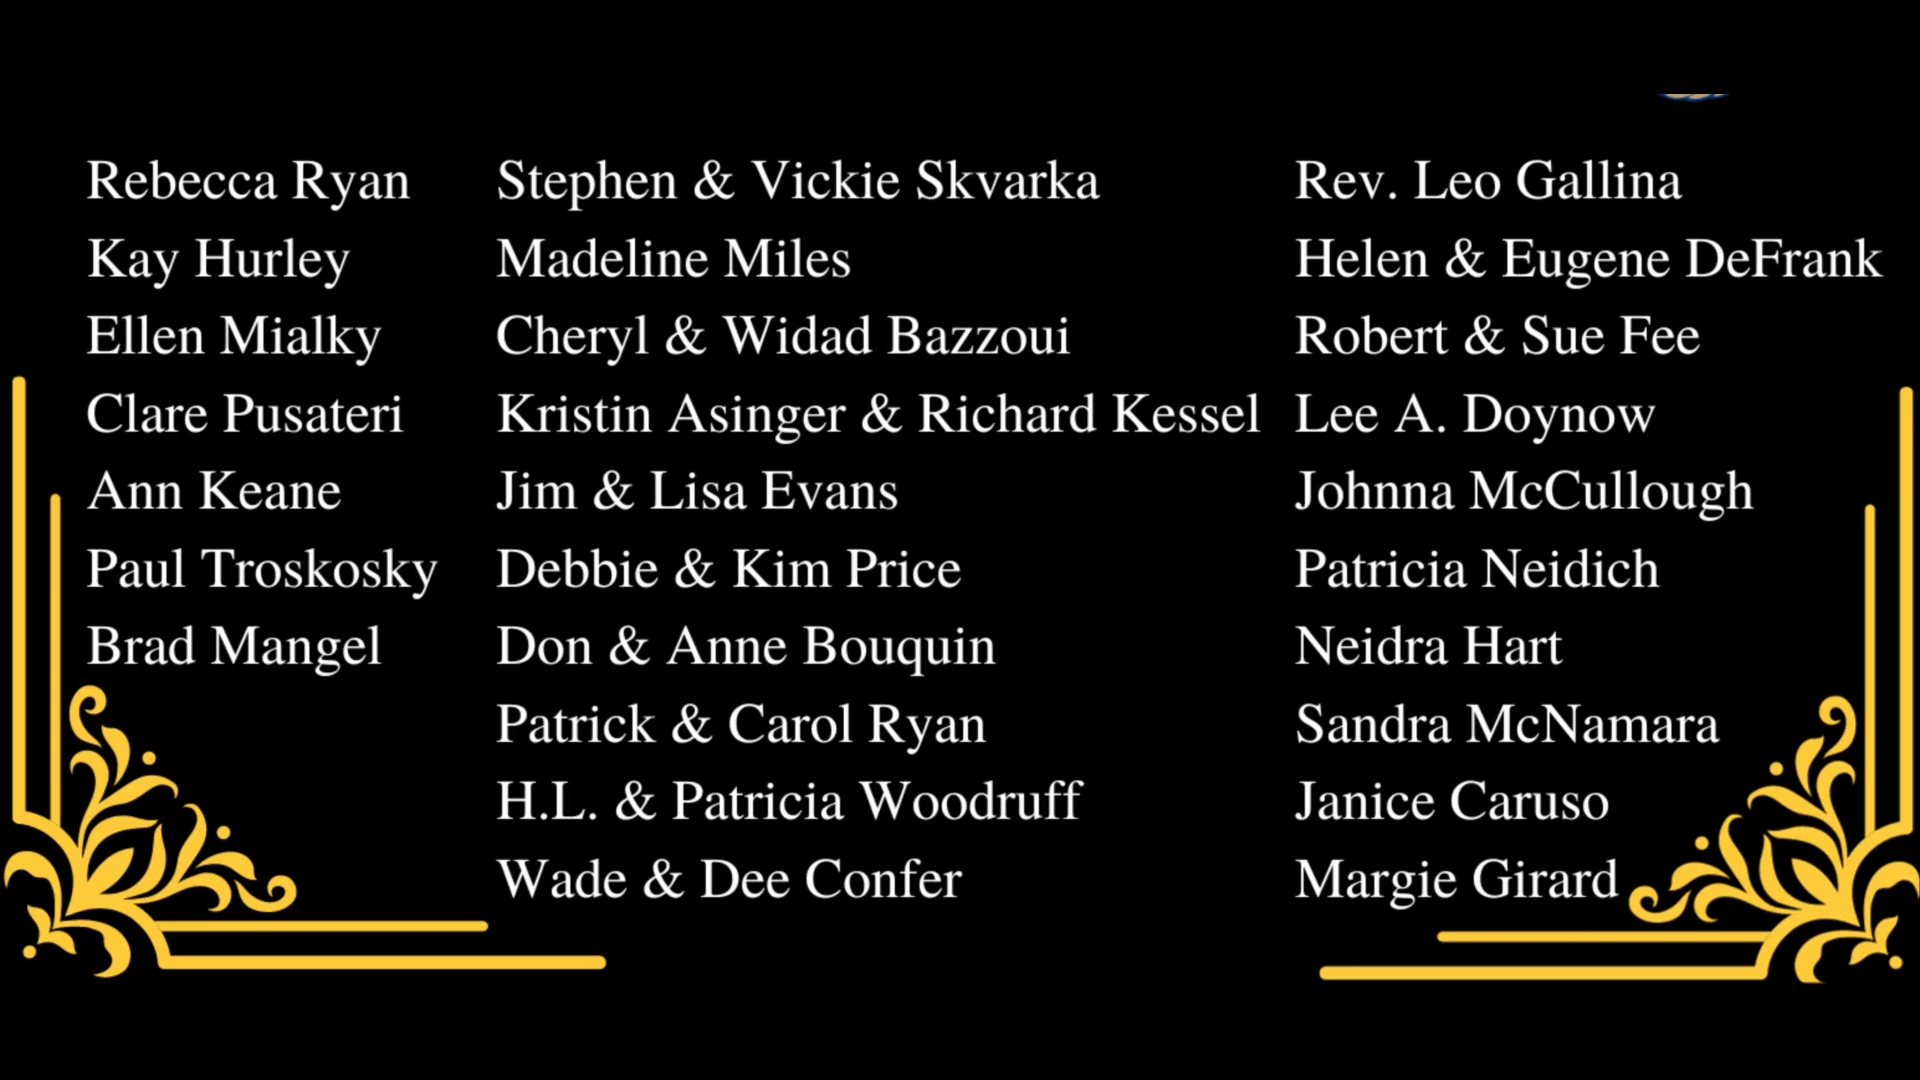 Rebecca Ryan
Kay Hurley
Ellen Mialky
Clare Pusateri
Ann Keane
Paul Troskosky
Brad Mangel
Stephen & Vickie Skvarka
Madeline Miles
Cheryl & Widad Bazzoui
Kristin Asinger & Richard Kessel
Jim & Lisa Evans
Debbie & Kim Price
Don & Anne Bouquin
Patrick & Carol Ryan
H.L. & Patricia Woodruff
Wade & Dee Confer
Rev. Leo Gallina
Helen & Eugene DeFrank
Robert & Sue Fee
Lee A. Doynow
Johnna McCullough
Patricia Neidich
Neidra Hart
Sandra McNamara
Janice Caruso
Margie Girard